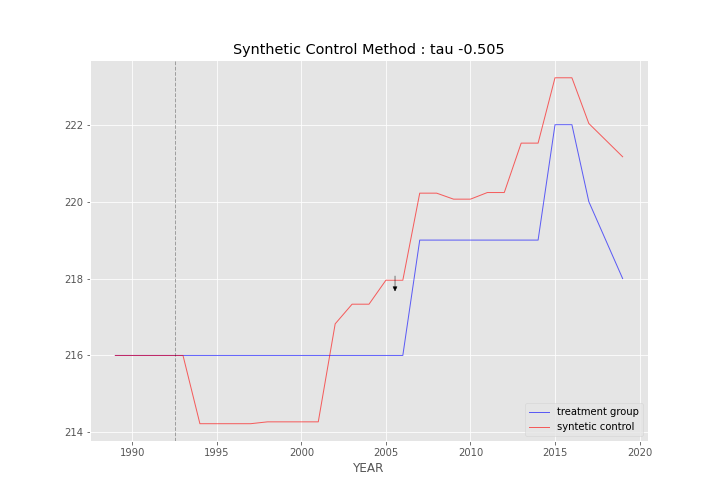 Synthetic Control Method : tau -0.505
222
220
218
216
214
treatment group
syntetic control
1990 1995 2000 2005 2010 2015 2020
YEAR